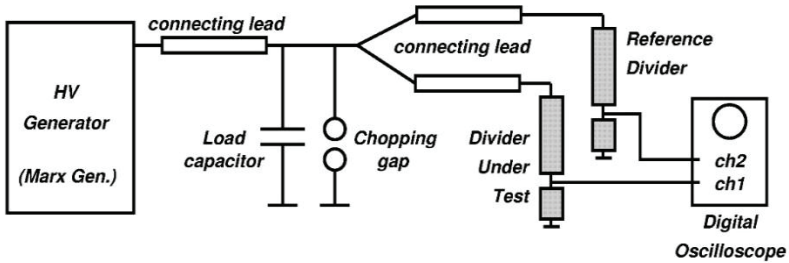 connecting lead
HV
Generator
(Marx Gen.)
Load
capacitor
Chopping
gap
connecting lead
Divider
Under
Test
Reference
Divider
ch2
ch1
Digital
Oscilloscope